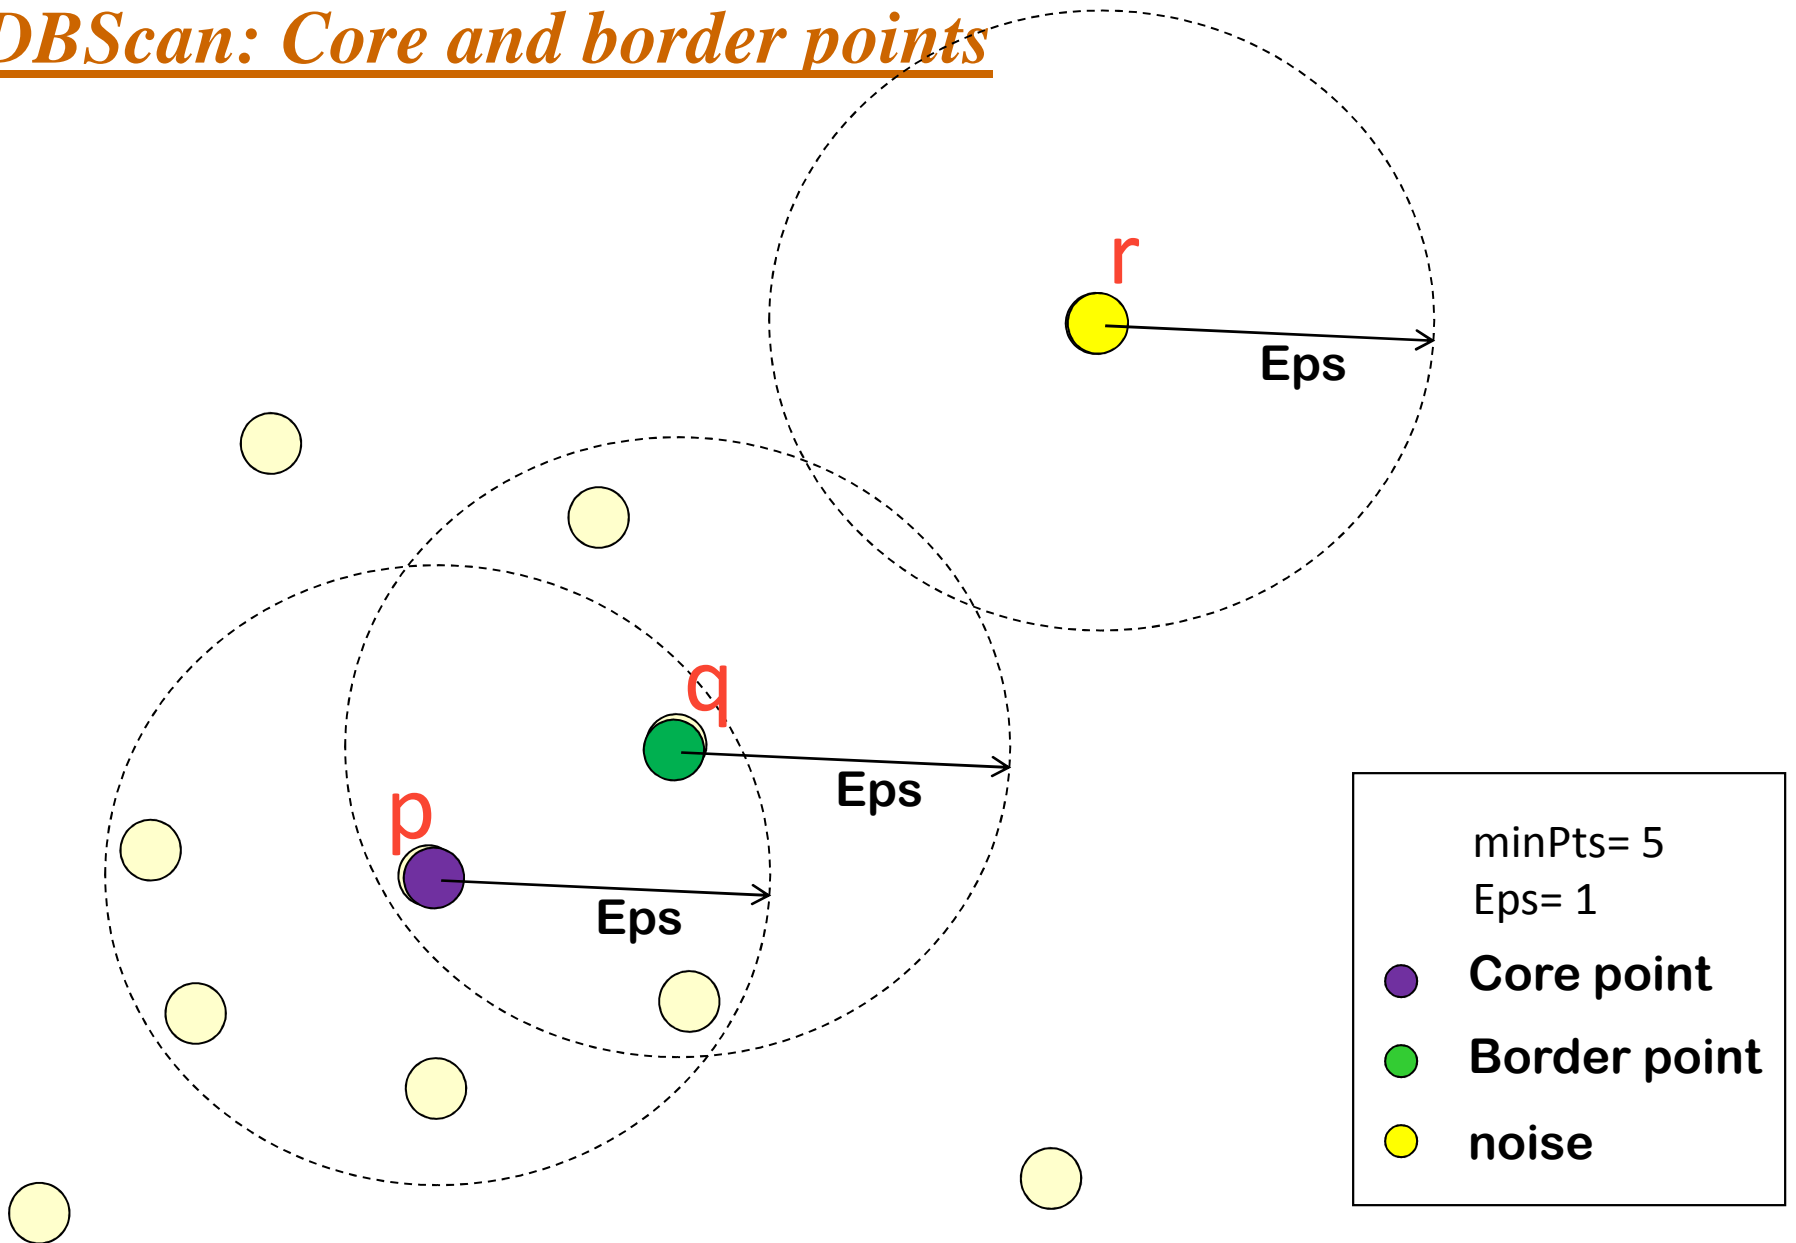 DBScan: Core and border points
r
Eps
q
Eps
p
Eps
minPts= 5
Eps= 1
Core point
Border point
noise